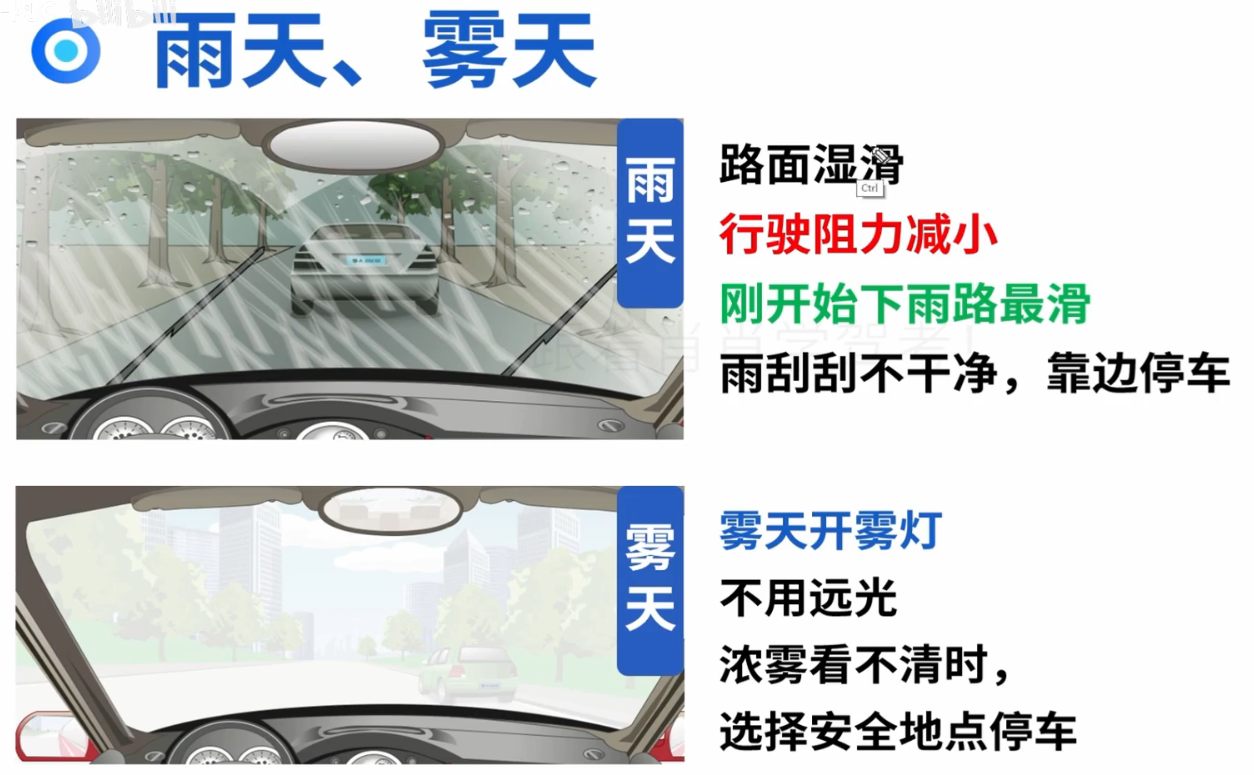 雨天、雾天
雨天
路面湿滑
Ctrl
行驶阻力减小
刚开始下雨路最滑
雨刮刮不干净，靠边停车
雾天
雾天开雾灯
不用远光
浓雾看不清时，
选择安全地点停车